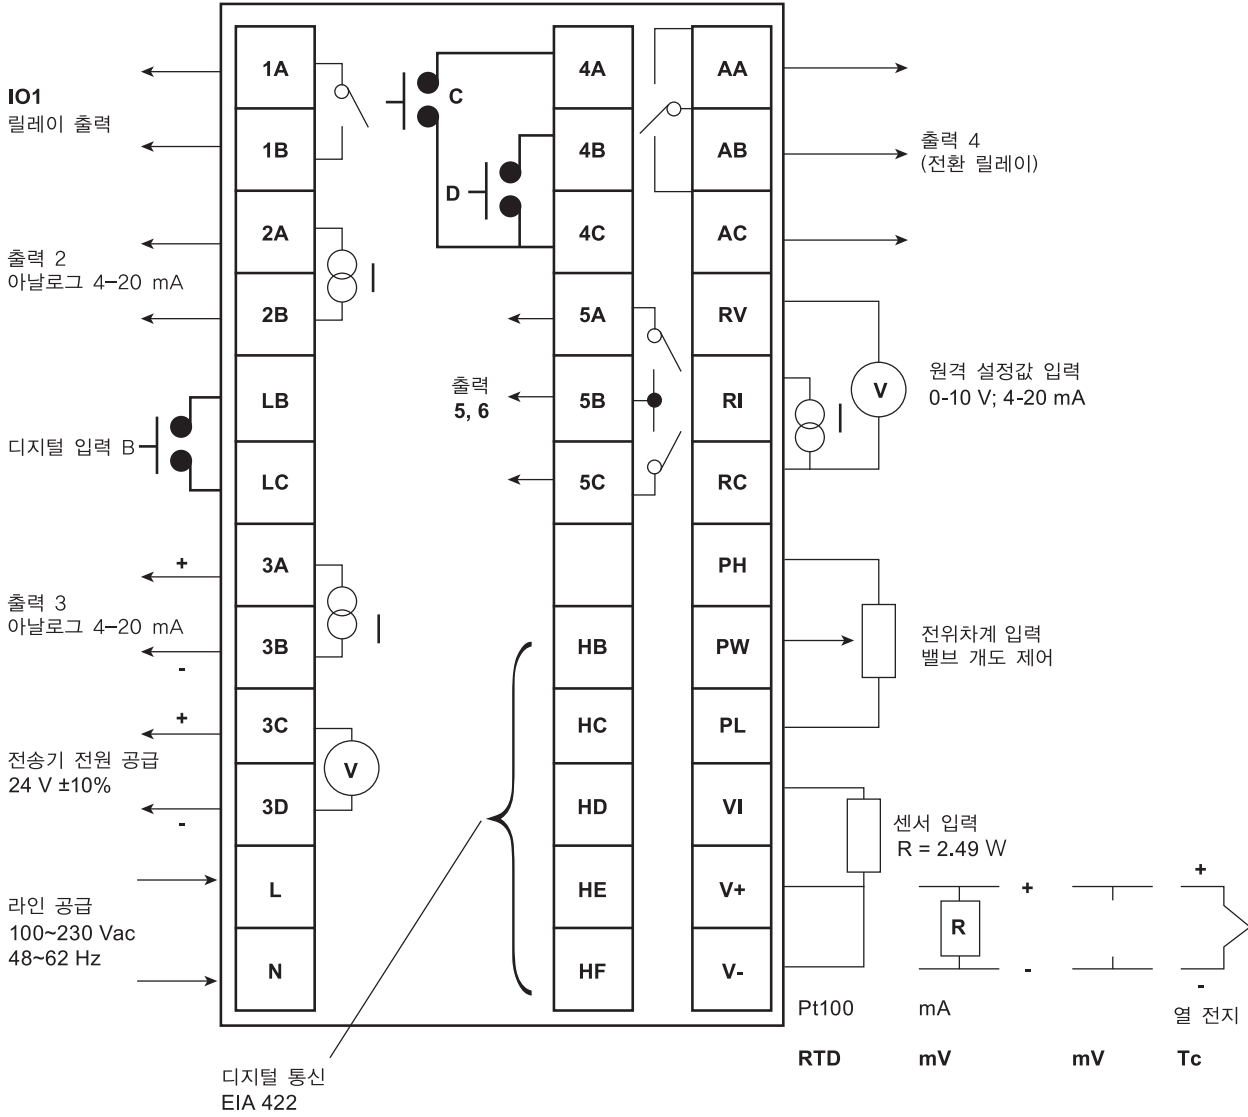 IO1
릴레이 출력
출력 2
아날로그 4-20 mA
디지털 입력 B
+
출력 3
아날로그 4-20 mA
-
+
전송기 전원 공급
24 V ±10%
-
라인 공급
100~230 Vac
48~62 Hz
1A
1B
2A
2B
LB
LC
3A
3B
3C
3D
L
N
I
I
V
C
D
출력
5, 6
4A
4B
4C
5A
5B
5C
HB
HC
HD
HE
HF
디지털 통신
EIA 422
AA
AB
AC
RV
RI
RC
PH
PW
PL
VI
V+
V-
출력 4
(전환 릴레이)
I
V
원격 설정값 입력
0-10 V; 4-20 mA
전위차계 입력
밸브 개도 제어
센서 입력
R = 2.49 W
R
+
-
+
-
Pt100
mA
열 전지
RTD
mV
mV
Tc